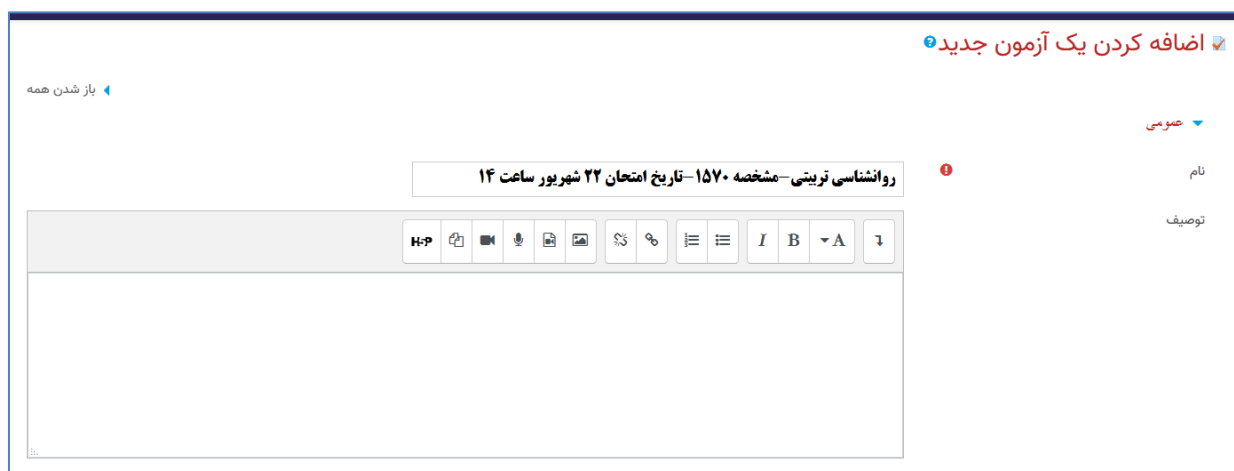 اضافه کردن یک آزمون جدید
باز شدن همه
عمومی
نام
روانشناسی تربیتی-مشخصه ۱۵۷۰-تاریخ امتحان ۲۲ شهریور ساعت ۱۴
توصیف
A B I H5P